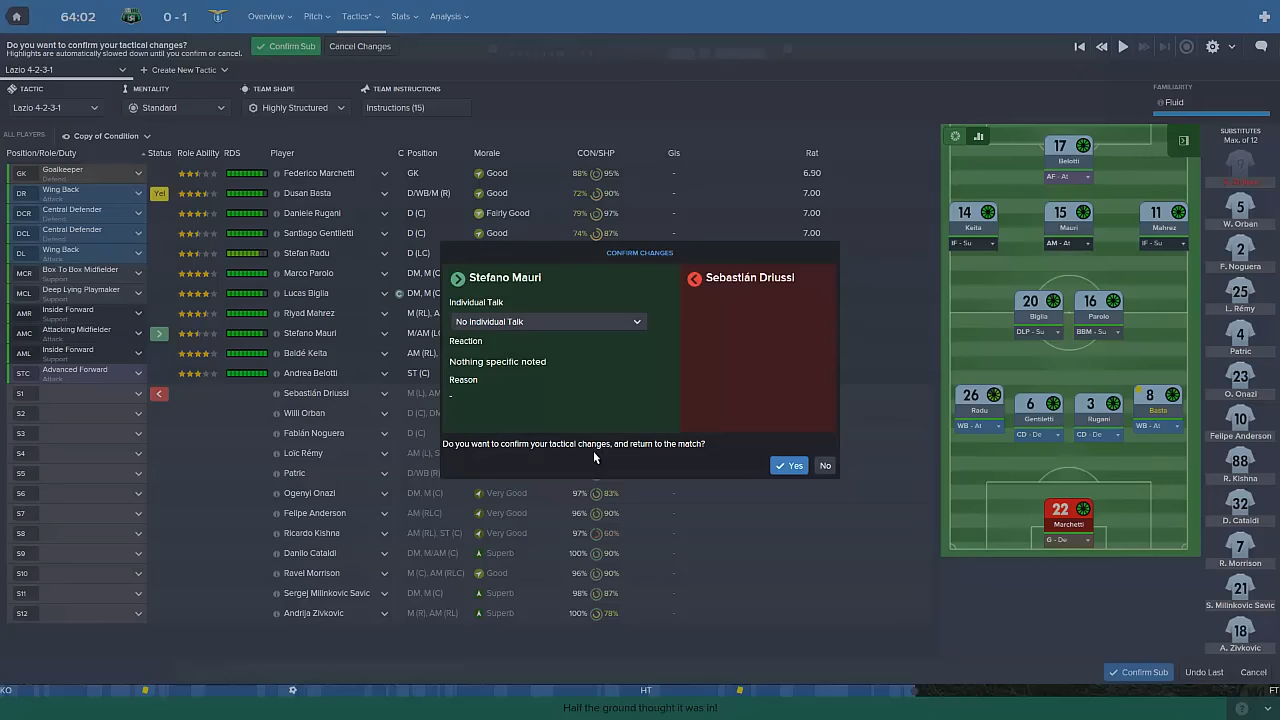 64:02
0 - 1
Overview
Pitch
Tactics*
Stats
Analysis
Do you want to confirm your tactical changes?
Highlights are automatically slowed down until you confirm or cancel.
Confirm Sub
Cancel Changes
Lazio 4-2-3-1
Create New Tactic
TACTIC
MENTALITY
TEAM SHAPE
TEAM INSTRUCTIONS
FAMILIARITY
Lazio 4-2-3-1
Standard
Highly Structured
Instructions (15)
Fluid
ALL PLAYERS
Copy of Condition
SUBSTITUTES
Max. of 12
Position/Role/Duty Status Role Ability RDS Player C Position Morale CON/SHP Gls Rat
GK Goalkeeper Defend Federico Marchetti GK Good 88% 95% - 6.90
DR Wing Back Attack Yel Dusan Basta D/WB/M (R) Good 72% 90% - 7.00
DCR Central Defender Defend Daniele Rugani D (C) Fairly Good 79% 97% - 7.00
DCL Central Defender Defend Santiago Gentiletti D (C) Good 74% 87% - 7.00
DL Wing Back Attack Stefan Radu D (LC)
MCR Box To Box Midfielder Support Marco Parolo DM, M (C)
MCL Deep Lying Playmaker Support Lucas Biglia C DM, M (C)
AMR Inside Forward Support Riyad Mahrez M (R),
AMC Attacking Midfielder Support Stefano Mauri M/AM (L
AML Inside Forward Support Baldé Keita AM (RL),
STC Advanced Forward Attack Andrea Belotti ST (C)
S1 Sebastián Driussi M (L), AM
S2 Willi Orban D (C), DM
S3 Fabián Noguera D (C)
S4 Loïc Rémy AM (L), S
S5 Patric D/WB (R)
S6 Ogenyi Onazi DM, M (C) Very Good 97% 83% -
S7 Felipe Anderson AM (RLC) Very Good 96% 90% -
S8 Ricardo Kishna AM (RL), ST (C) Very Good 97% 60% -
S9 Danilo Cataldi DM, M/AM (C) Superb 100% 90% -
S10 Ravel Morrison M (C), AM (RLC) Good 96% 90% -
S11 Sergej Milinkovic Savic DM, M (C) Superb 98% 87% -
S12 Andrija Zivkovic M (R), AM (RL) Superb 100% 78% -
CONFIRM CHANGES
Stefano Mauri
Sebastián Driussi
Individual Talk
No Individual Talk
Reaction
Nothing specific noted
Reason
-
Do you want to confirm your tactical changes, and return to the match?
Yes
No
17
Belotti
AF - At
14
Keita
IF - Su
15
Mauri
AM - At
11
Mahrez
IF - Su
20
Biglia
DLP - Su
16
Parolo
BBM - Su
26
Radu
WB - At
6
Gentiletti
CD - De
3
Rugani
CD - De
8
Basta
WB - At
22
Marchetti
G - De
5
W. Orban
2
F. Noguera
25
L. Rémy
4
Patric
23
O. Onazi
10
Felipe Anderson
88
R. Kishna
32
D. Cataldi
7
R. Morrison
21
S. Milinkovic Savic
18
A. Zivkovic
Confirm Sub
Undo Last
Cancel
KO
HT
FT
Half the ground thought it was in!